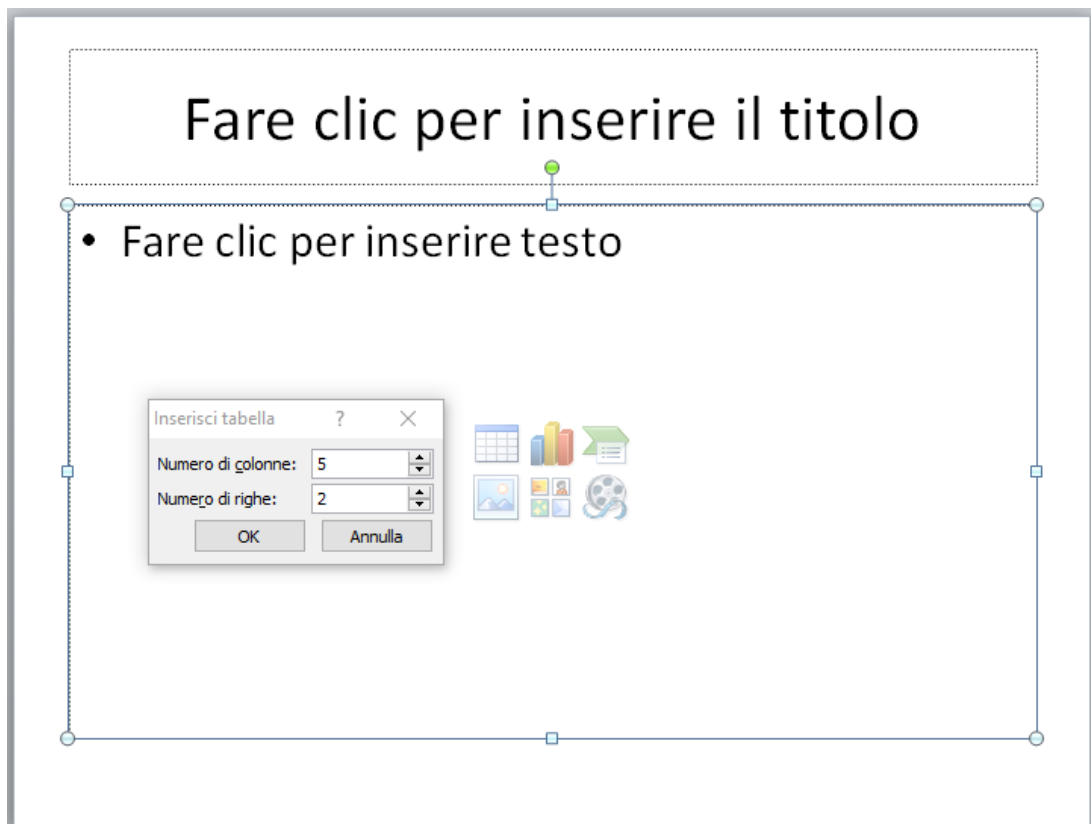 Fare clic per inserire il titolo
• Fare clic per inserire testo
Inserisci tabella ?
Numero di colonne: 5
Numero di righe: 2
OK Annulla